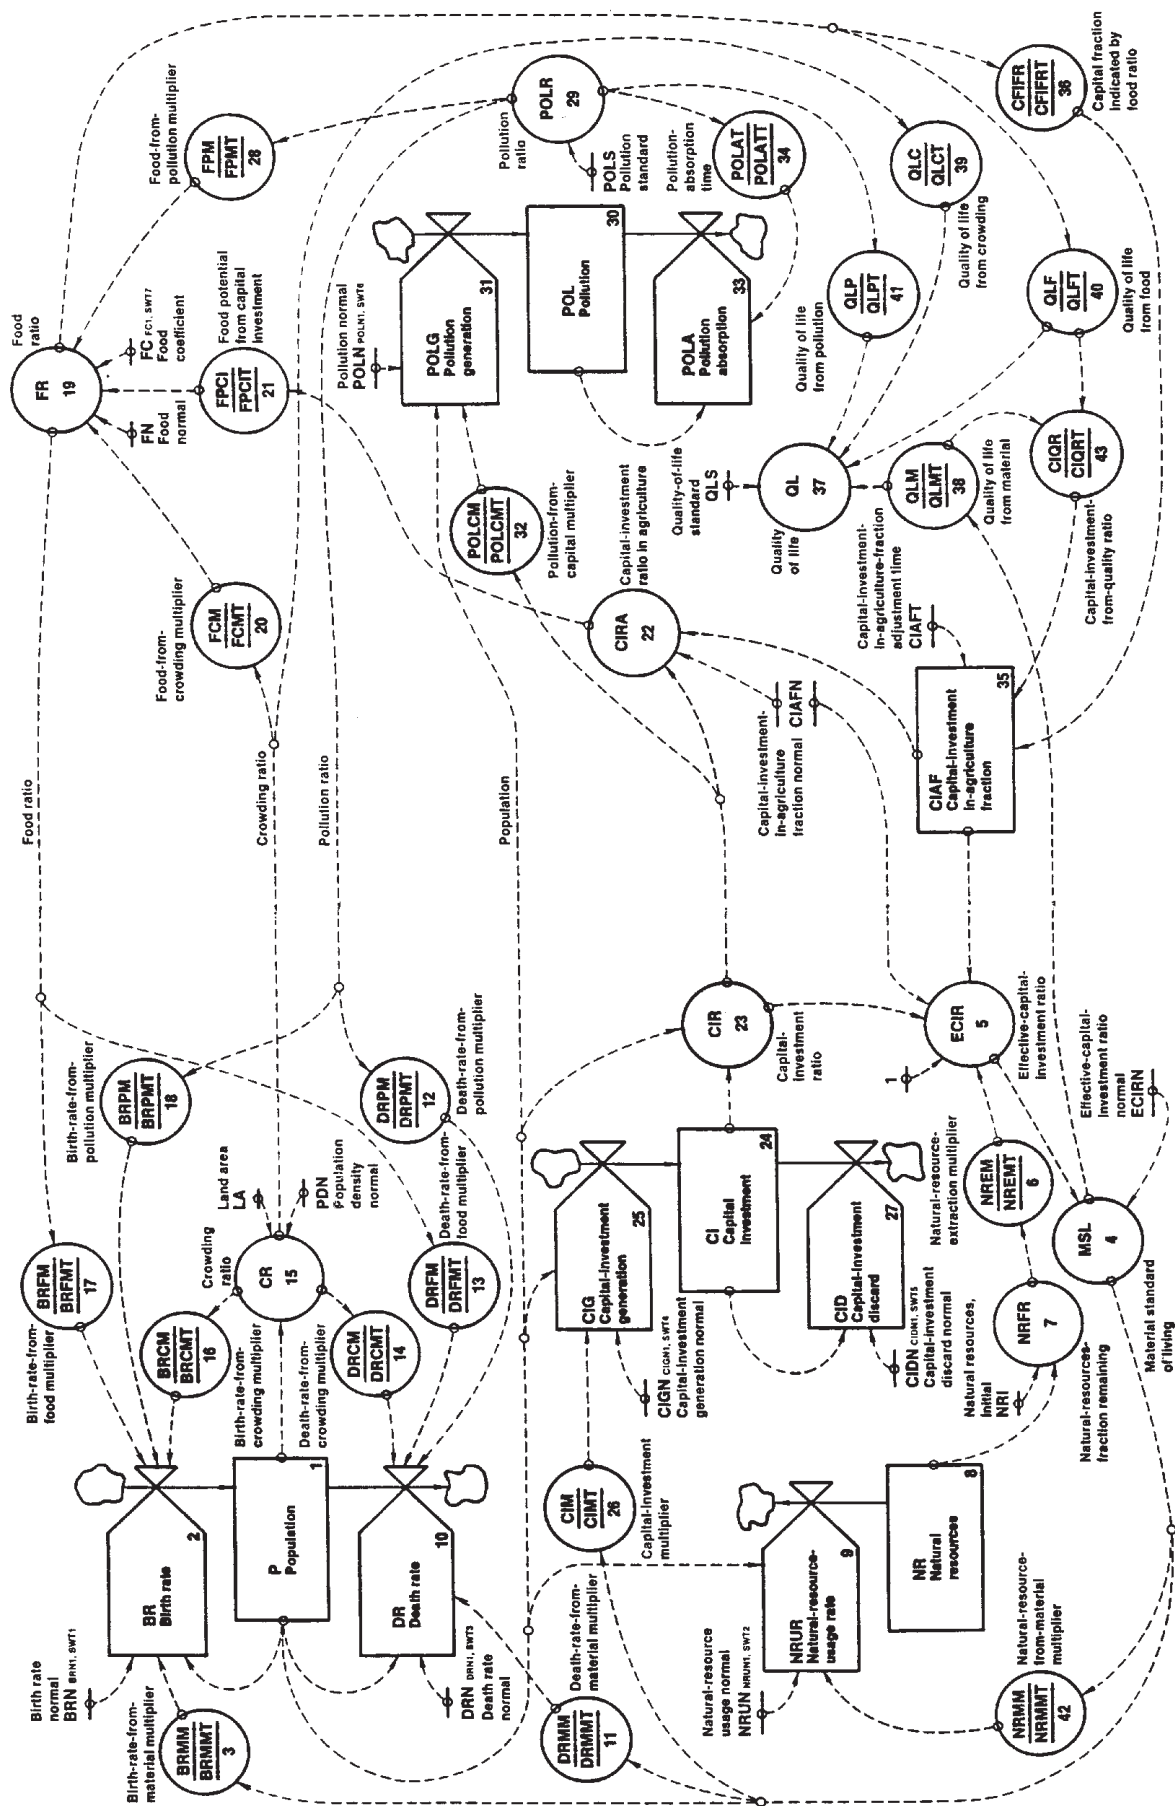 Birth rate
normal
BRN BRN1, SWT1
Birth-rate-from-
material multiplier
BRMM
BRMMT
3
BR
Birth rate
2
P
Population
1
DR
Death rate
10
DRN DRN1, SWT3
Death rate
normal
DRMM
DRMMT
11
Death-rate-from-
material multiplier
Birth-rate-from-
food multiplier
BRFM
BRFMT
17
BRCM
BRCMT
16
Birth-rate-from-
crowding multiplier
Death-rate-from-
crowding multiplier
DRCM
DRCMT
14
Crowding
ratio
CR
15
Land area
LA
PDN
Population
density
normal
Birth-rate-from-
pollution multiplier
BRPM
BRPMT
18
DRPM
DRPMT
12
Death-rate-from-
pollution multiplier
DRFM
DRFMT
13
Death-rate-from-
food multiplier
Food ratio
Crowding ratio
Pollution ratio
Population
Food-from-
crowding multiplier
FCM
FCMT
20
Food
ratio
FR
19
FN
Food
normal
FC FC1, SWT7
Food
coefficient
FPCI
FPCIT
21
Food potential
from capital
Investment
Food-from-
pollution multiplier
FPM
FPMT
28
Capital-Investment
multiplier
CIM
CIMT
26
CIG
Capital-Investment
generation
25
CIGN CIGN1, SWT4
Capital-Investment
generation normal
CI
Capital
Investment
24
CID
Capital-Investment
discard
27
CIDN CIDN1, SWT5
Capital-Investment
discard normal
CIR
23
Capital-
Investment
ratio
CIRA
22
Capital-investment
ratio in agriculture
POLCM
POLCMT
32
Pollution-from-
capital multiplier
Pollution normal
POLN POLN1, SWT6
POLG
Pollution
generation
31
POL
Pollution
30
POLA
Pollution
absorption
33
Pollution
ratio
POLR
29
POLS
Pollution
standard
Pollution-
absorption
time
POLAT
POLATT
34
Natural-resource
usage normal
NRUN NRUN1, SWT2
NRUR
Natural-resource-
usage rate
9
NR
Natural
resources
8
NRMM
NRMMT
42
Natural-resource-
from-material
multiplier
Natural resources,
Initial
NRI
NRFR
7
Natural-resources-
fraction remaining
Natural-resource-
extraction multiplier
NREM
NREMT
6
1
ECIR
5
Effective-capital-
Investment ratio
Effective-capital-
Investment ratio
normal
ECIRN
MSL
4
Material standard
of living
Capital-investment-
in-agriculture
fraction normal
CIAFN
CIAF
Capital-Investment
in-agriculture
fraction
35
Capital-investment-
in-agriculture-fraction
adjustment time
CIAFT
Quality-of-life
standard
QLS
QL
37
Quality
of life
QLM
QLMT
38
Quality of life
from material
CIQR
CIQRT
43
Capital-investment-
from-quality ratio
QLP
QLPT
41
Quality of life
from pollution
QLC
QLCT
39
Quality of life
from crowding
QLF
QLFT
40
Quality of life
from food
CFIFR
CFIFRT
36
Capital fraction
Indicated by
food ratio